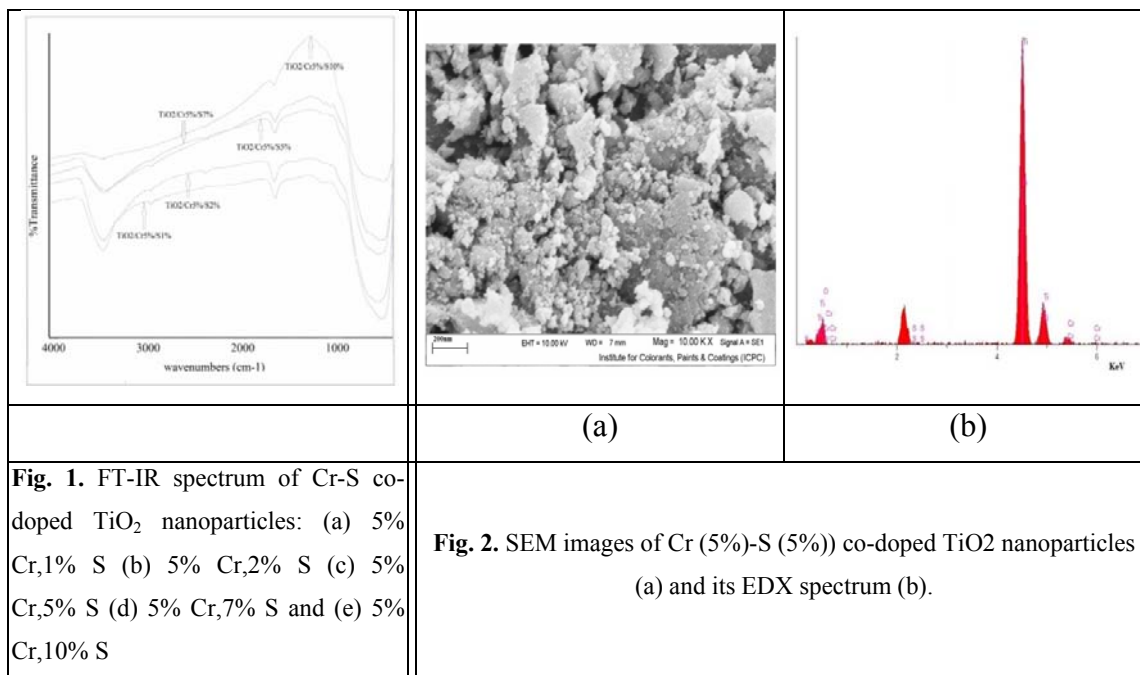 TiO2/Cr5%/S10%
TiO2/Cr5%/S7%
TiO2/Cr5%/S5%
TiO2/Cr5%/S2%
TiO2/Cr5%/S1%
%Transmittance
4000 3000 2000 1000
wavenumbers (cm-1)
200nm
EHT = 10.00 kV WD = 7 mm Mag = 10.00 K X Signal A = SE1
Institute for Colorants, Paints & Coatings (ICPC)
2 4 6
KeV
(a) (b)
Fig. 1. FT-IR spectrum of Cr-S co-
doped TiO₂ nanoparticles: (a) 5%
Cr,1% S (b) 5% Cr,2% S (c) 5%
Cr,5% S (d) 5% Cr,7% S and (e) 5%
Cr,10% S
Fig. 2. SEM images of Cr (5%)-S (5%)) co-doped TiO2 nanoparticles
(a) and its EDX spectrum (b).